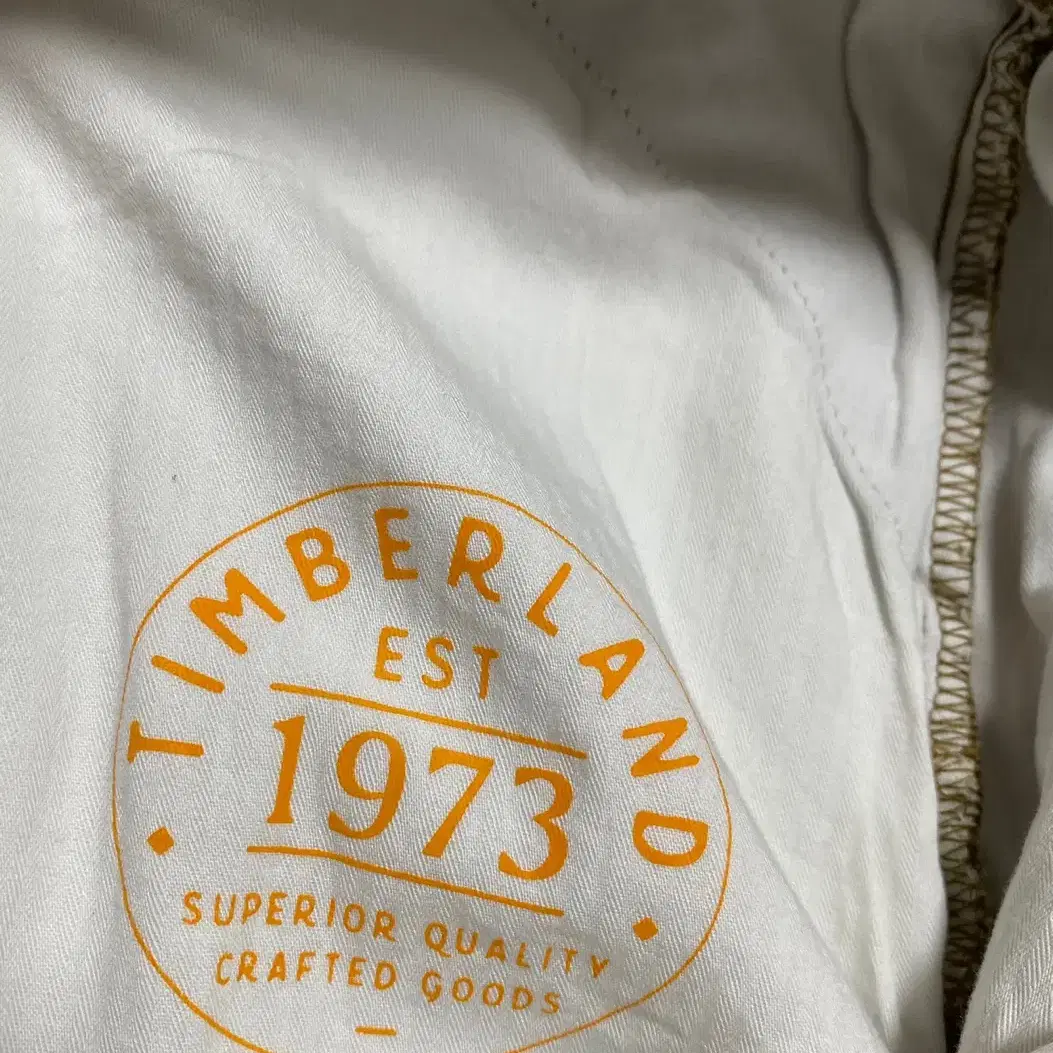 TIMBERLAND
EST
1973
SUPERIOR QUALITY
CRAFTED GOODS